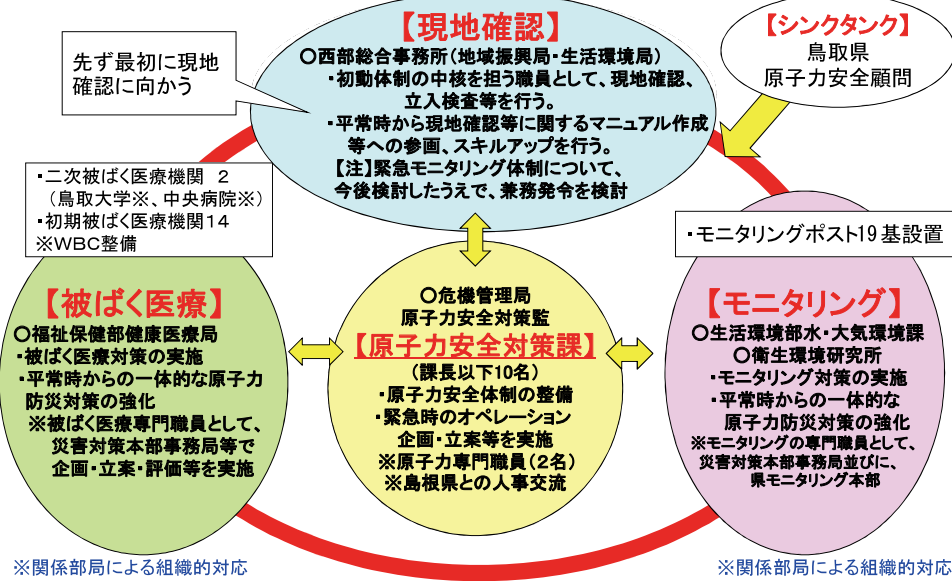 【現地確認】
○西部総合事務所(地域振興局・生活環境局)
・初動体制の中核を担う職員として、現地確認、
立入検査等を行う。
・平常時から現地確認等に関するマニュアル作成
等への参画、スキルアップを行う。
【注】緊急モニタリング体制について、
今後検討したうえで、兼務発令を検討
先ず最初に現地
確認に向かう
【シンクタンク】
鳥取県
原子力安全顧問
・二次被ばく医療機関 2
(鳥取大学※、中央病院※)
・初期被ばく医療機関14
※WBC整備
・モニタリングポスト19基設置
【被ばく医療】
○福祉保健部健康医療局
・被ばく医療対策の実施
・平常時からの一体的な原子力
防災対策の強化
※被ばく医療専門職員として、
災害対策本部事務局等で
企画・立案・評価等を実施
○危機管理局
原子力安全対策監
【原子力安全対策課】
(課長以下10名)
・原子力安全体制の整備
・緊急時のオペレーション
企画・立案等を実施
※原子力専門職員(2名)
※島根県との人事交流
【モニタリング】
○生活環境部水・大気環境課
○衛生環境研究所
・モニタリング対策の実施
・平常時からの一体的な
原子力防災対策の強化
※モニタリングの専門職員として、
災害対策本部事務局並びに、
県モニタリング本部
※関係部局による組織的対応
※関係部局による組織的対応